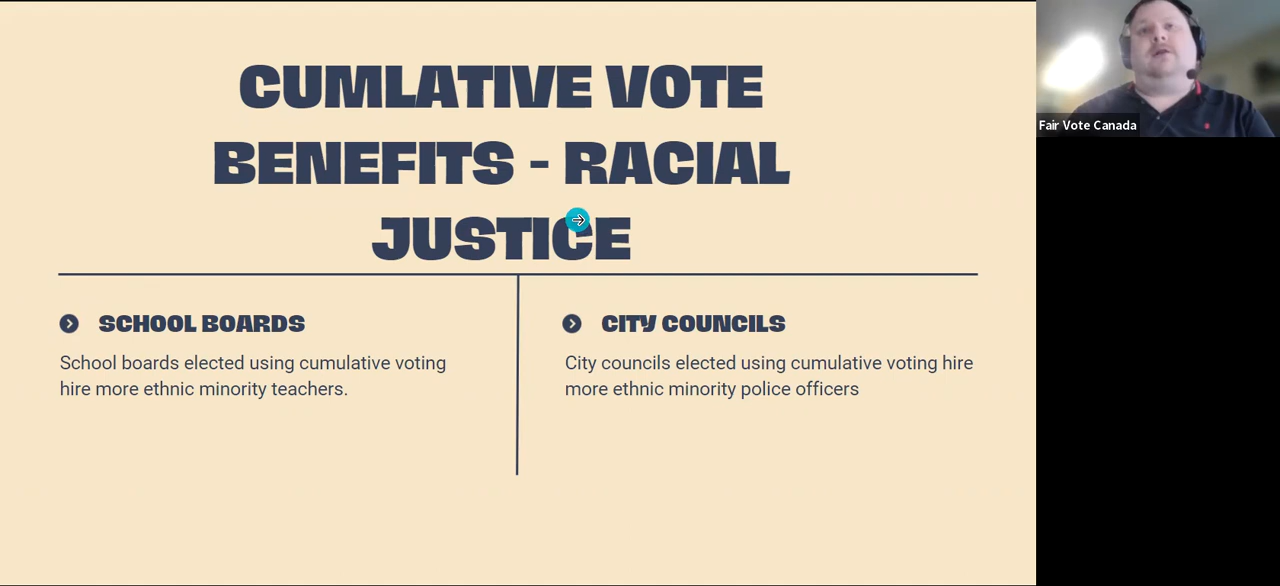 CUMLATIVE VOTE
BENEFITS - RACIAL
JUSTICE
SCHOOL BOARDS
School boards elected using cumulative voting
hire more ethnic minority teachers.
CITY COUNCILS
City councils elected using cumulative voting hire
more ethnic minority police officers
Fair Vote Canada